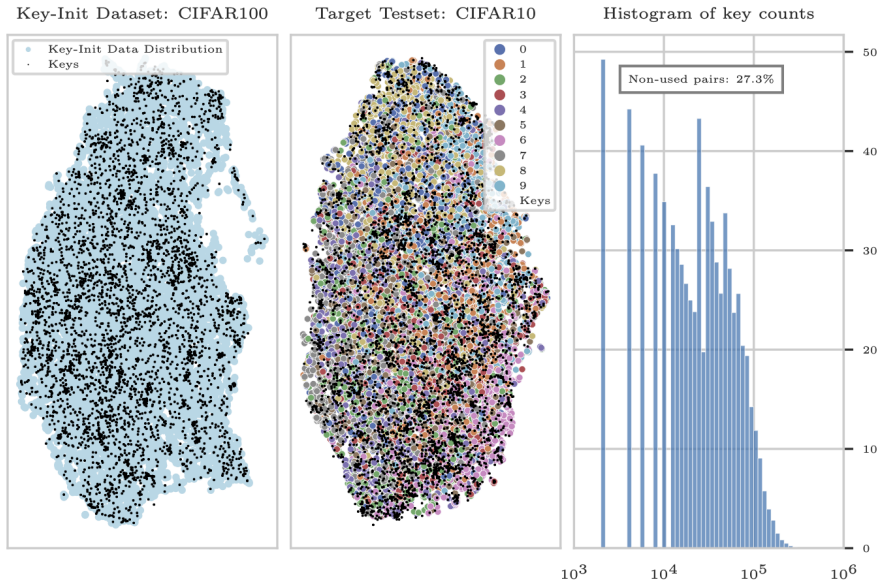 Key-Init Dataset: CIFAR100
Key-Init Data Distribution
Keys
Target Testset: CIFAR10
0
1
2
3
4
5
6
7
8
9
Keys
Histogram of key counts
Non-used pairs: 27.3%
50
40
30
20
10
0
10³
10⁴
10⁵
10⁶